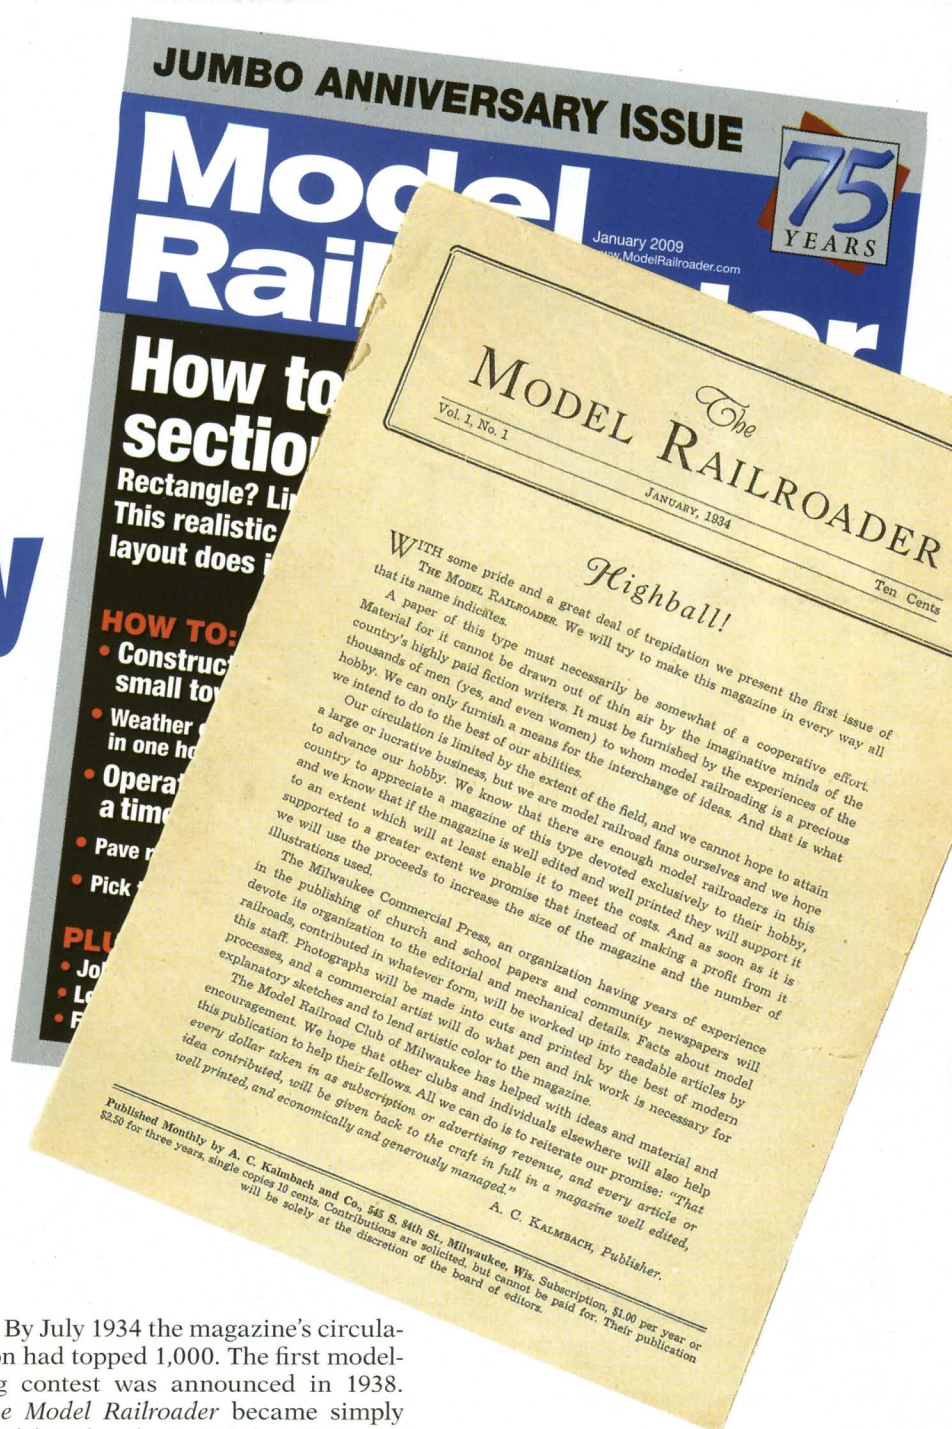 JUMBO ANNIVERSARY ISSUE
75
YEARS
Model
January 2009
www.ModelRailroader.com
How to
Rectangle?
This realistic
layout does
HOW TO:
• Construct
small
• Weather
in one
•
a time
• Pave
• Pick
•
•
•
The
MODEL RAILROADER
Vol. 1, No. 1
JANUARY, 1934
Ten Cents
Highball!
WITH some pride and a great deal of trepidation we present the first issue of
THE MODEL RAILROADER. We will try to make this magazine in every way all
that its name indicates.
A paper of this type must necessarily be somewhat of a cooperative effort.
Material for it cannot be drawn out of thin air by the imaginative minds of the
country's highly paid fiction writers. It must be furnished by the experiences of the
thousands of men (yes, and even women) to whom model railroading is a precious
hobby. We can only furnish a means for the interchange of ideas. And that is what
we intend to do to the best of our abilities.
Our circulation is limited by the extent of the field, and we cannot hope to attain
a large or lucrative business, but we are model railroad fans ourselves and we hope
to advance our hobby. We know that there are enough model railroaders in this
country to appreciate a magazine of this type devoted exclusively to their hobby,
and we know that if the magazine is well edited and well printed they will support it
to an extent which will at least enable it to meet the costs. And as soon as it is
supported to a greater extent we promise that instead of making a profit from it
we will use the proceeds to increase the size of the magazine and the number of
illustrations used.
The Milwaukee Commercial Press, an organization having years of experience
in the publishing of church and school papers and community newspapers will
devote its organization to the editorial and mechanical details. Facts about model
railroads, contributed in whatever form, will be worked up into readable articles by
this staff. Photographs will be made into cuts and printed by the best of modern
processes, and a commercial artist will do what pen and ink work is necessary for
explanatory sketches and to lend artistic color to the magazine.
The Model Railroad Club of Milwaukee has helped with ideas and material and
encouragement. We hope that other clubs and individuals elsewhere will also help
this publication to help their fellows. All we can do is to reiterate our promise: "That
every dollar taken in as subscription or advertising revenue, and every article or
idea contributed, will be given back to the craft in full in a magazine well edited,
well printed, and economically and generously managed."
A. C. KALMBACH, Publisher.
Published Monthly by A. C. Kalmbach and Co., 545 S. 84th St., Milwaukee, Wis. Subscription, $1.00 per year or
$2.50 for three years, single copies 10 cents. Contributions are solicited, but cannot be paid for. Their publication
will be solely at the discretion of the board of editors.
By July 1934 the magazine's circula-
on had topped 1,000. The first model-
g contest was announced in 1938.
e Model Railroader became simply